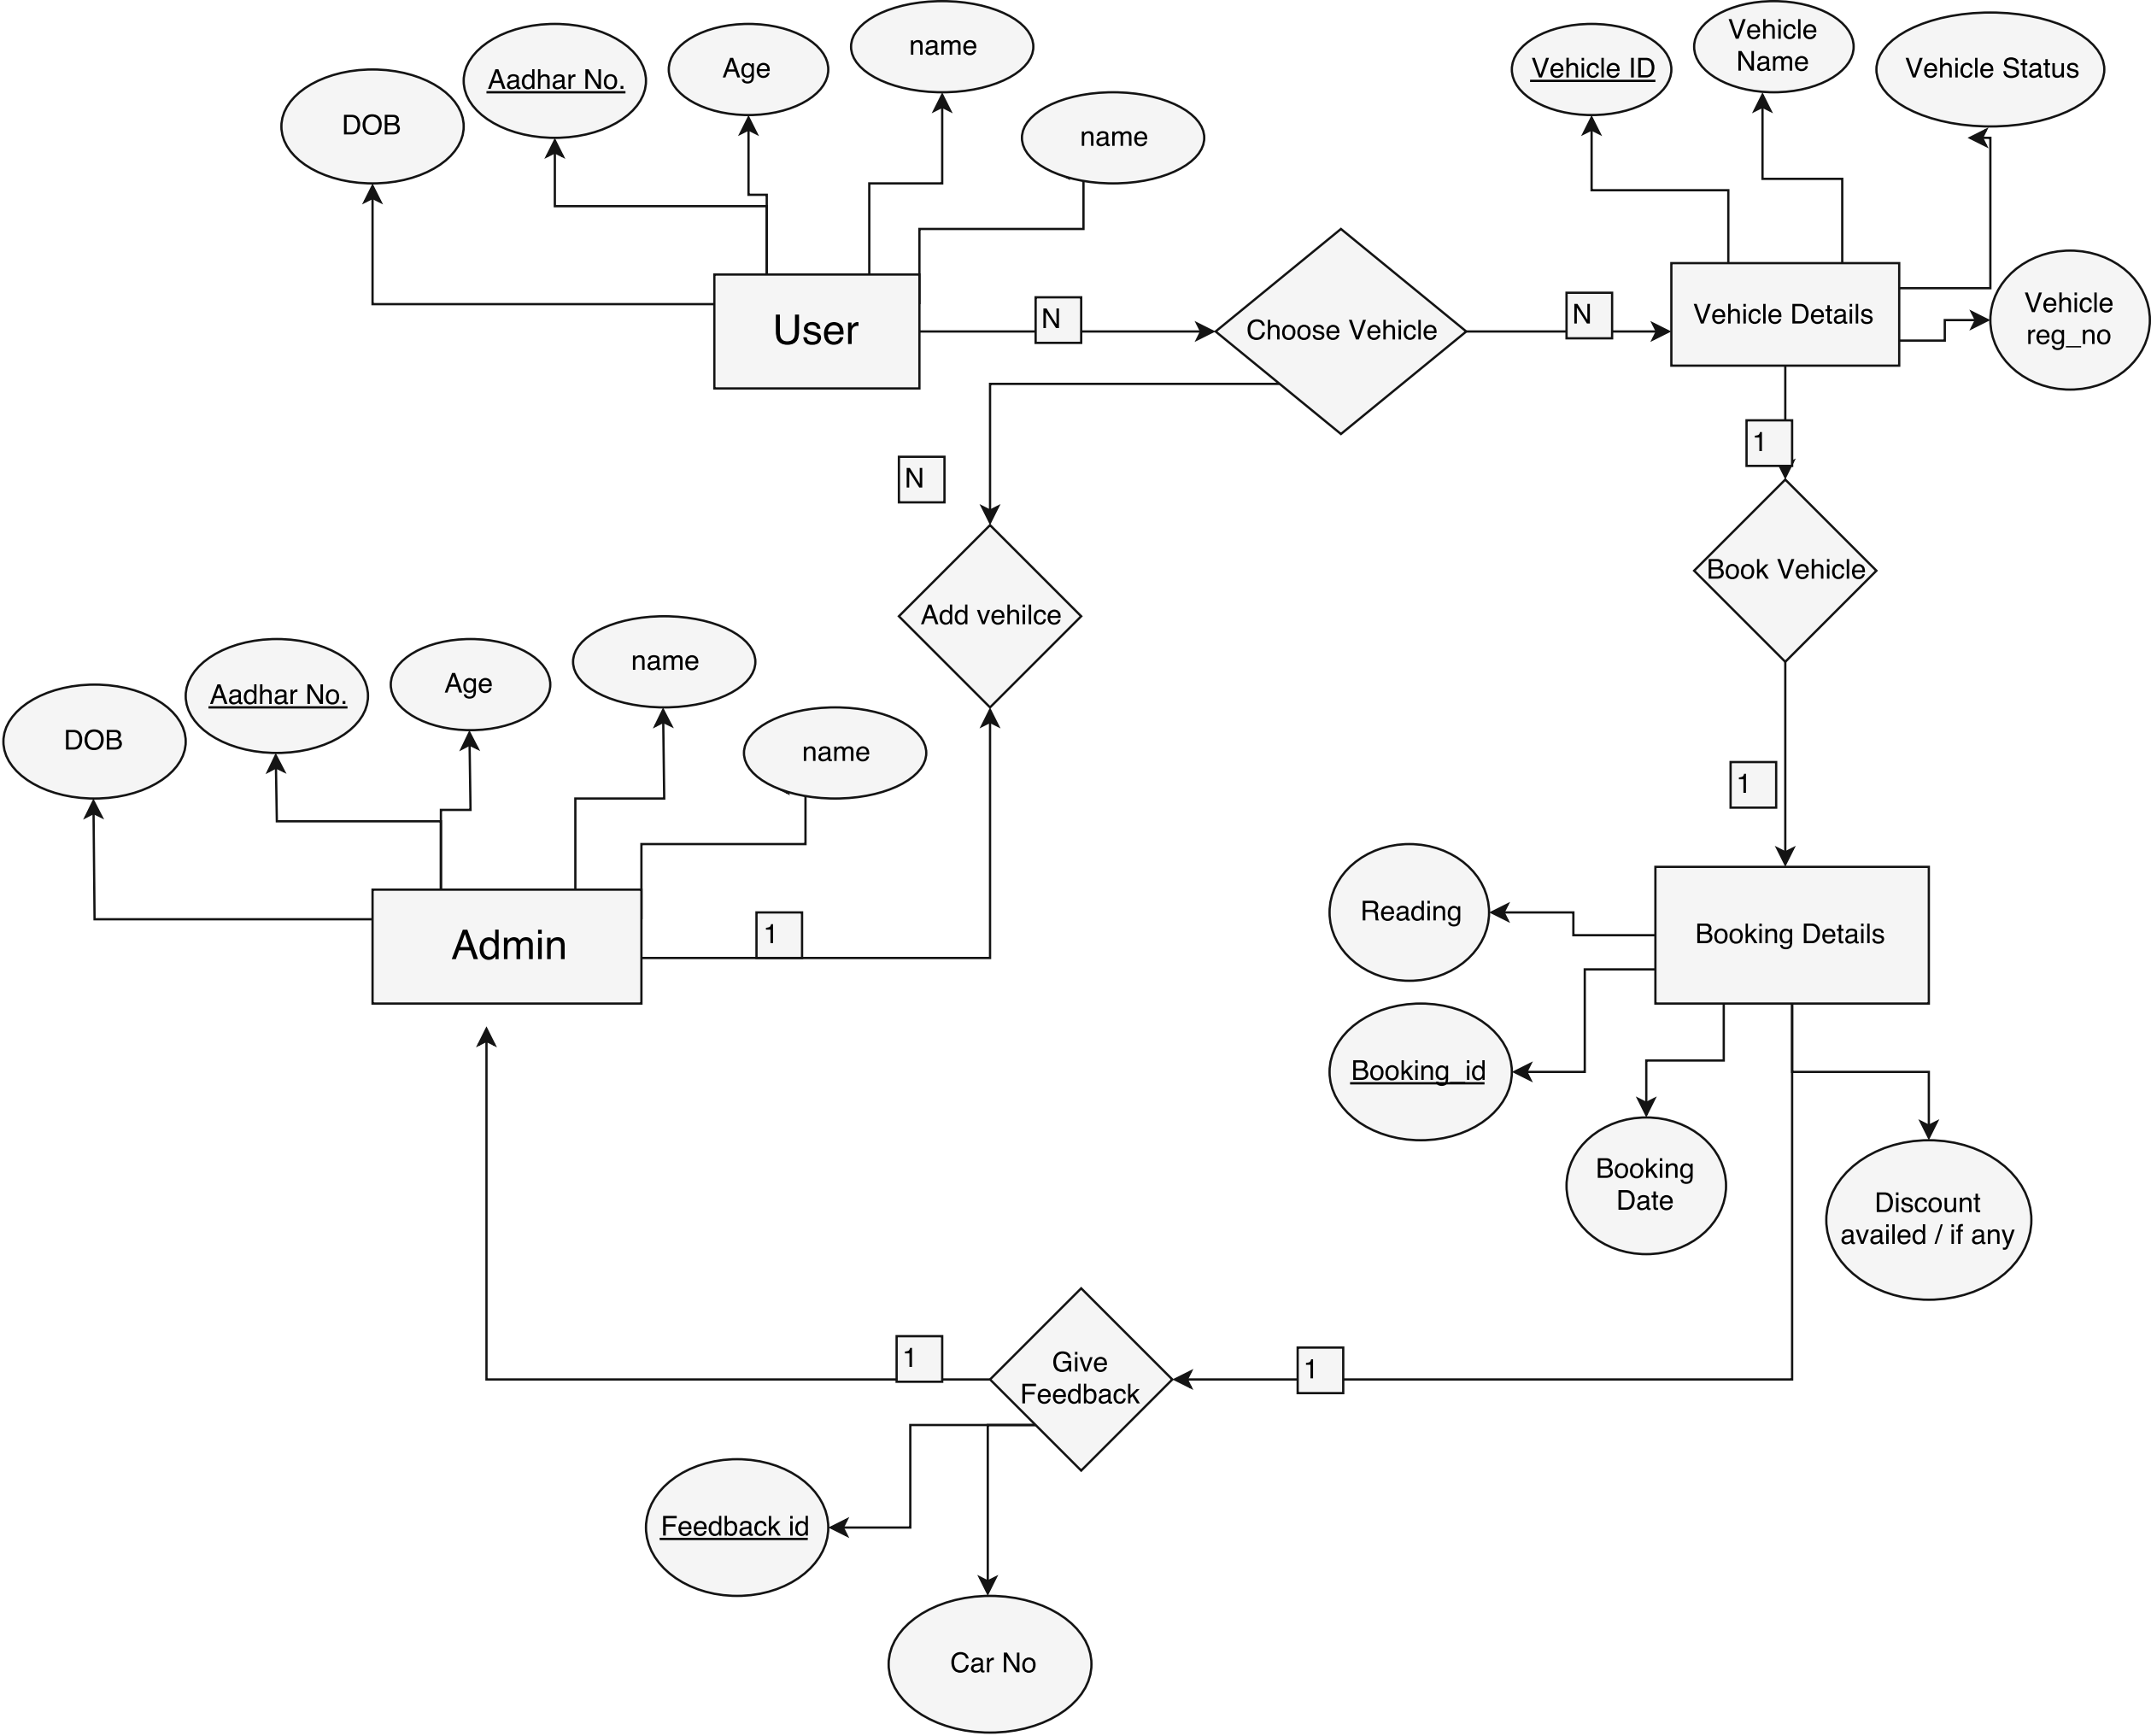 name
Vehicle
Name
Aadhar No.
Age
Vehicle ID
Vehicle Status
DOB
name
User
N
Choose Vehicle
N
Vehicle Details
Vehicle
reg_no
1
N
Book Vehicle
Add vehilce
name
Age
Aadhar No.
DOB
name
1
Admin
1
Reading
Booking Details
Booking_id
Booking
Date
Discount
availed / if any
1
Give
Feedback
1
Feedback id
Car No